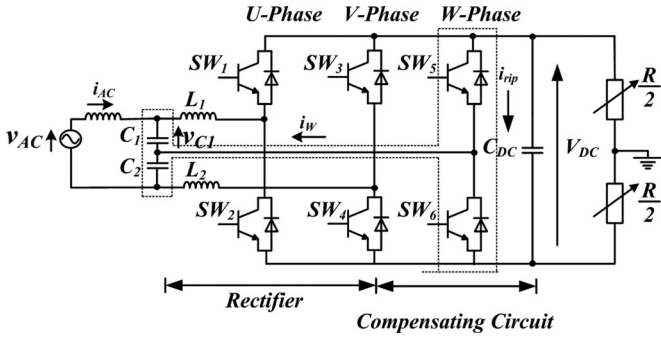 U-Phase V-Phase W-Phase
SW1 SW3 SW5
irip
R/2
iAC
L1
vAC
C1
vC1
iW
CDC
VDC
C2
L2
SW2 SW4 SW6
R/2
Rectifier
Compensating Circuit